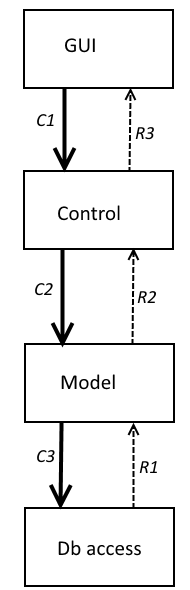 GUI
C1
R3
Control
C2
R2
Model
C3
R1
Db access